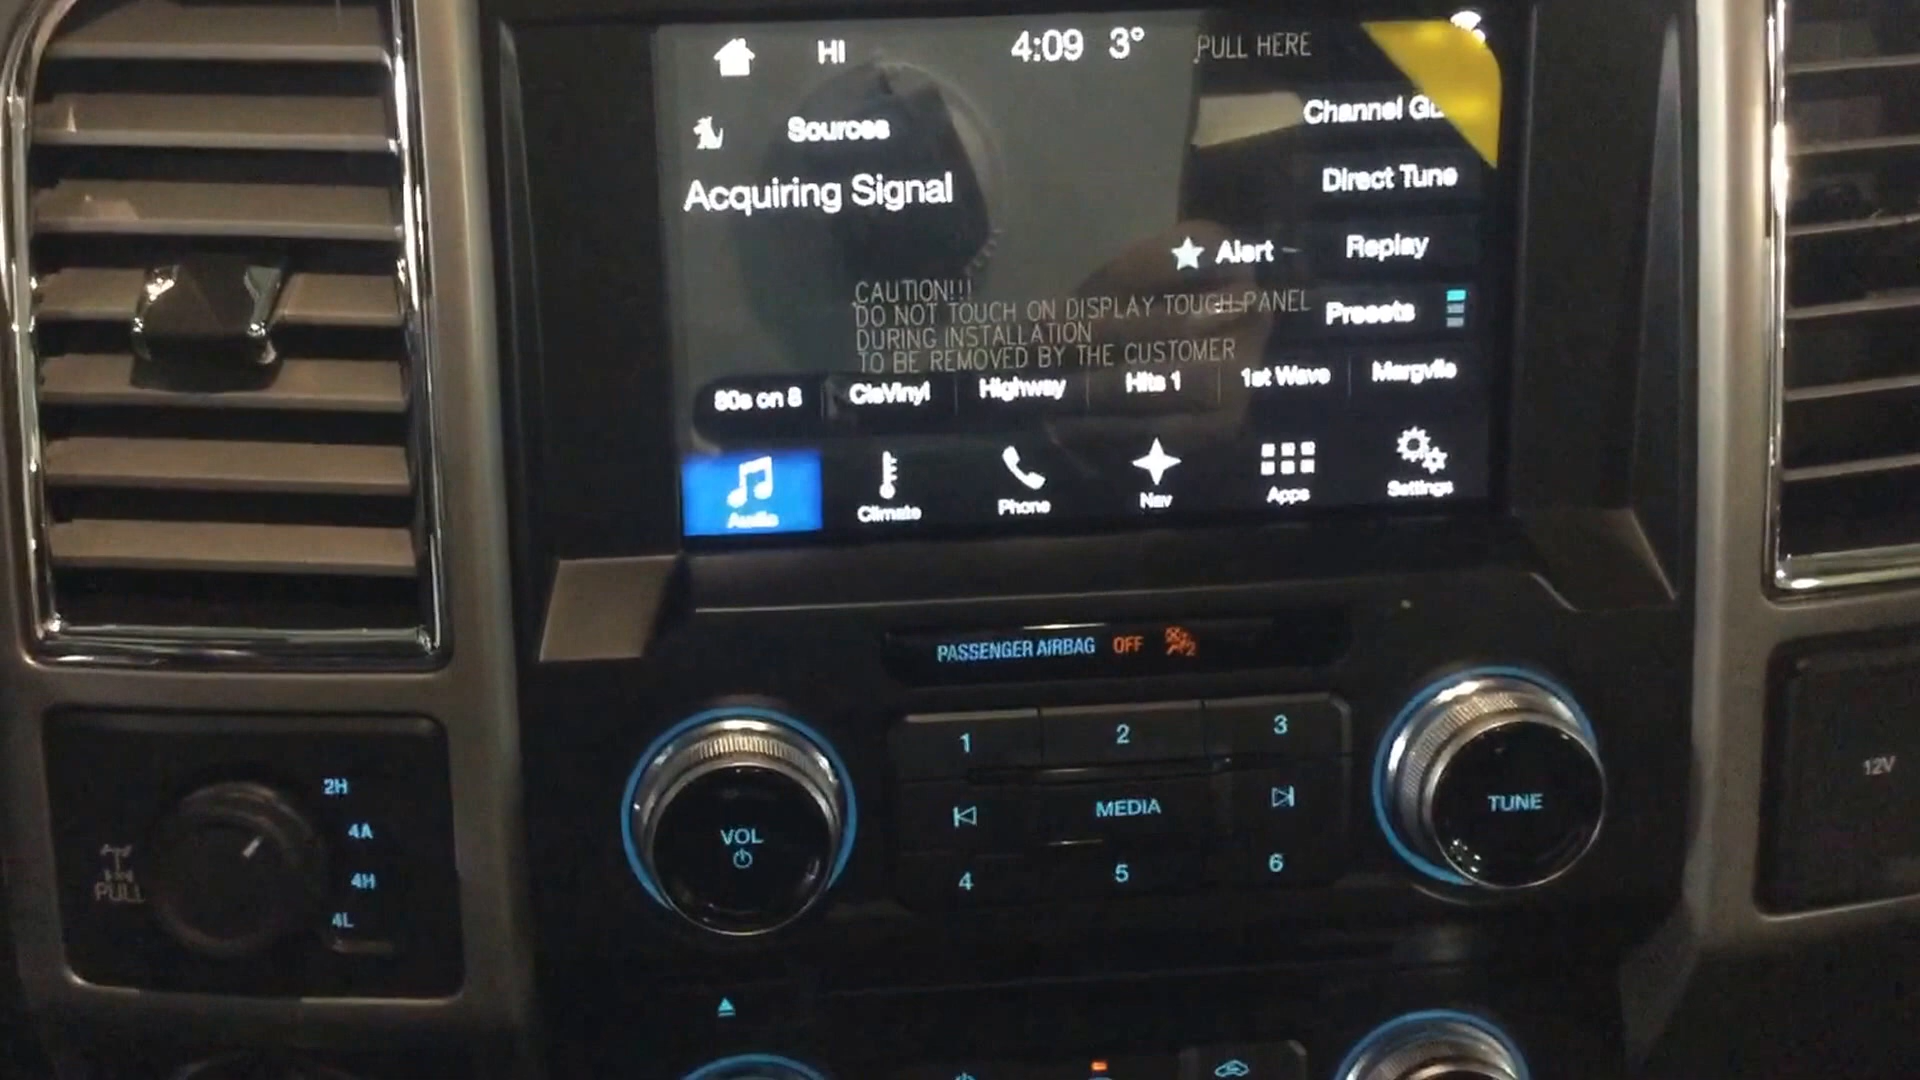 HI 4:09 3° PULL HERE
Sources
Channel Gu
Acquiring Signal
Direct Tune
Alert
Replay
CAUTION!!!
DO NOT TOUCH ON DISPLAY TOUCH PANEL
DURING INSTALLATION
TO BE REMOVED BY THE CUSTOMER
Presets
80s on 8 ClsVinyl Highway Hits 1 1st Wave Margvlle
Audio Climate Phone Nav Apps Settings
PASSENGER AIRBAG OFF
1 2 3
VOL MEDIA TUNE
4 5 6
2H
4A
4H
4L
PULL
12V